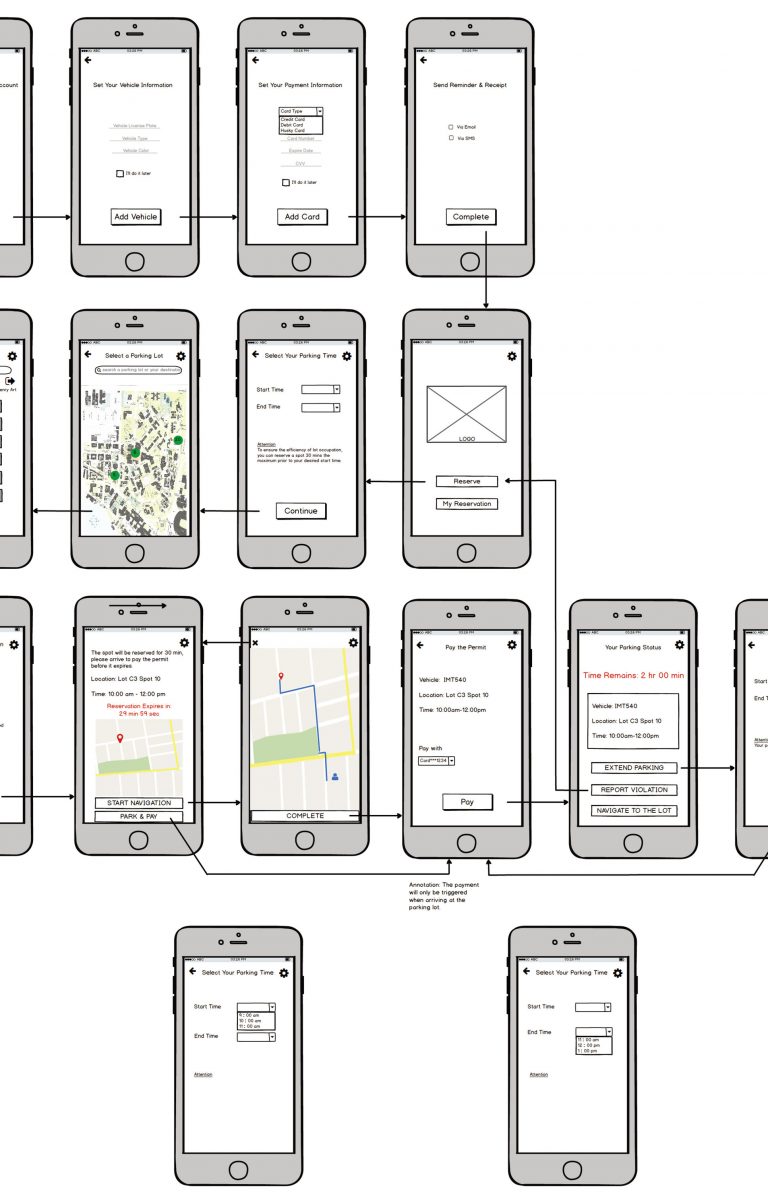 ABC 03:26 PM
ABC 03:26 PM
ABC 03:26 PM
ccount
Set Your Vehicle Information
Set Your Payment Information
Send Reminder & Receipt
Card Type
Credit Card
Debit Card
Husky Card
Vehicle License Plate
Vehicle Type
Vehicle Color
Card Number
Expire Date
CVV
Via Email
Via SMS
I'll do it later
I'll do it later
Add Vehicle
Add Card
Complete
ABC 03:26 PM
ABC 03:26 PM
ABC 03:26 PM
Select a Parking Lot
search a parking lot or your destinatio
enry Art
Select Your Parking Time
Start Time
End Time
Attention
To ensure the efficiency of lot occupation,
you can reserve a spot 30 mins the
maximum prior to your desired start time.
Continue
LOGO
Reserve
My Reservation
n
ABC 03:26 PM
The spot will be reserved for 30 min,
please arrive to pay the permit
before it expires.
Location: Lot C3 Spot 10
Time: 10:00 am - 12:00 pm
Reservation Expires in:
29 min 59 sec
START NAVIGATION
PARK & PAY
ABC 03:26 PM
COMPLETE
ABC 03:26 PM
Pay the Permit
Vehicle: IMT540
Location: Lot C3 Spot 10
Time: 10:00am-12:00pm
Pay with
Card***1234
Pay
ABC 03:26 PM
Your Parking Status
Time Remains: 2 hr 00 min
Vehicle: IMT540
Location: Lot C3 Spot 10
Time: 10:00am-12:00pm
EXTEND PARKING
REPORT VIOLATION
NAVIGATE TO THE LOT
ABC
Start
End T
Attentio
Your p
Annotation: The payment
will only be triggered
when arriving at the
parking lot.
ABC 03:26 PM
Select Your Parking Time
Start Time
9 : 00 am
10 : 00 am
11 : 00 am
End Time
Attention
ABC 03:26 PM
Select Your Parking Time
Start Time
End Time
11 : 00 am
12 : 00 pm
1 : 00 pm
Attention